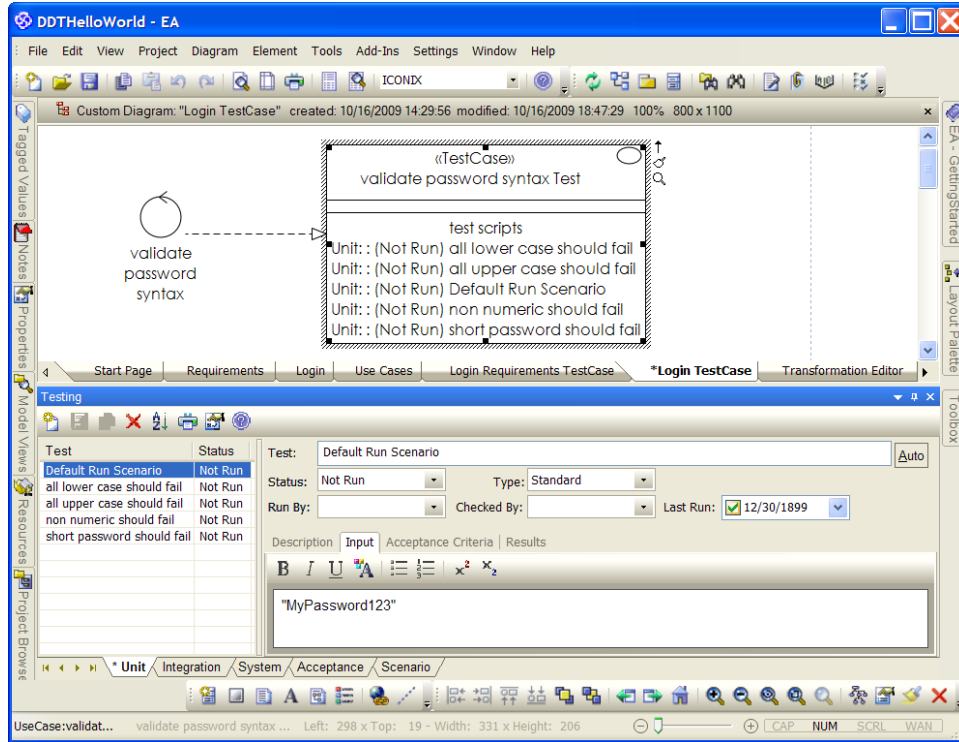 DDTHelloWorld - EA
File Edit View Project Diagram Element Tools Add-Ins Settings Window Help
ICONIX
Custom Diagram: "Login TestCase" created: 10/16/2009 14:29:56 modified: 10/16/2009 18:47:29 100% 800 x 1100
Tagged Values
Notes
Properties
Model Views
Resources
Project Browse
EA - GettingStarted
Layout Palette
Toolbox
«TestCase»
validate password syntax Test
test scripts
Unit: : (Not Run) all lower case should fail
Unit: : (Not Run) all upper case should fail
Unit: : (Not Run) Default Run Scenario
Unit: : (Not Run) non numeric should fail
Unit: : (Not Run) short password should fail
validate
password
syntax
Start Page Requirements Login Use Cases Login Requirements TestCase *Login TestCase Transformation Editor
Testing
Test Status
Default Run Scenario Not Run
all lower case should fail Not Run
all upper case should fail Not Run
non numeric should fail Not Run
short password should fail Not Run
Test: Default Run Scenario Auto
Status: Not Run Type: Standard
Run By: Checked By: Last Run: 12/30/1899
Description Input Acceptance Criteria Results
B I U A x² x₂
"MyPassword123"
* Unit Integration System Acceptance Scenario
UseCase:validat... validate password syntax ... Left: 298 x Top: 19 - Width: 331 x Height: 206 CAP NUM SCRL WAN